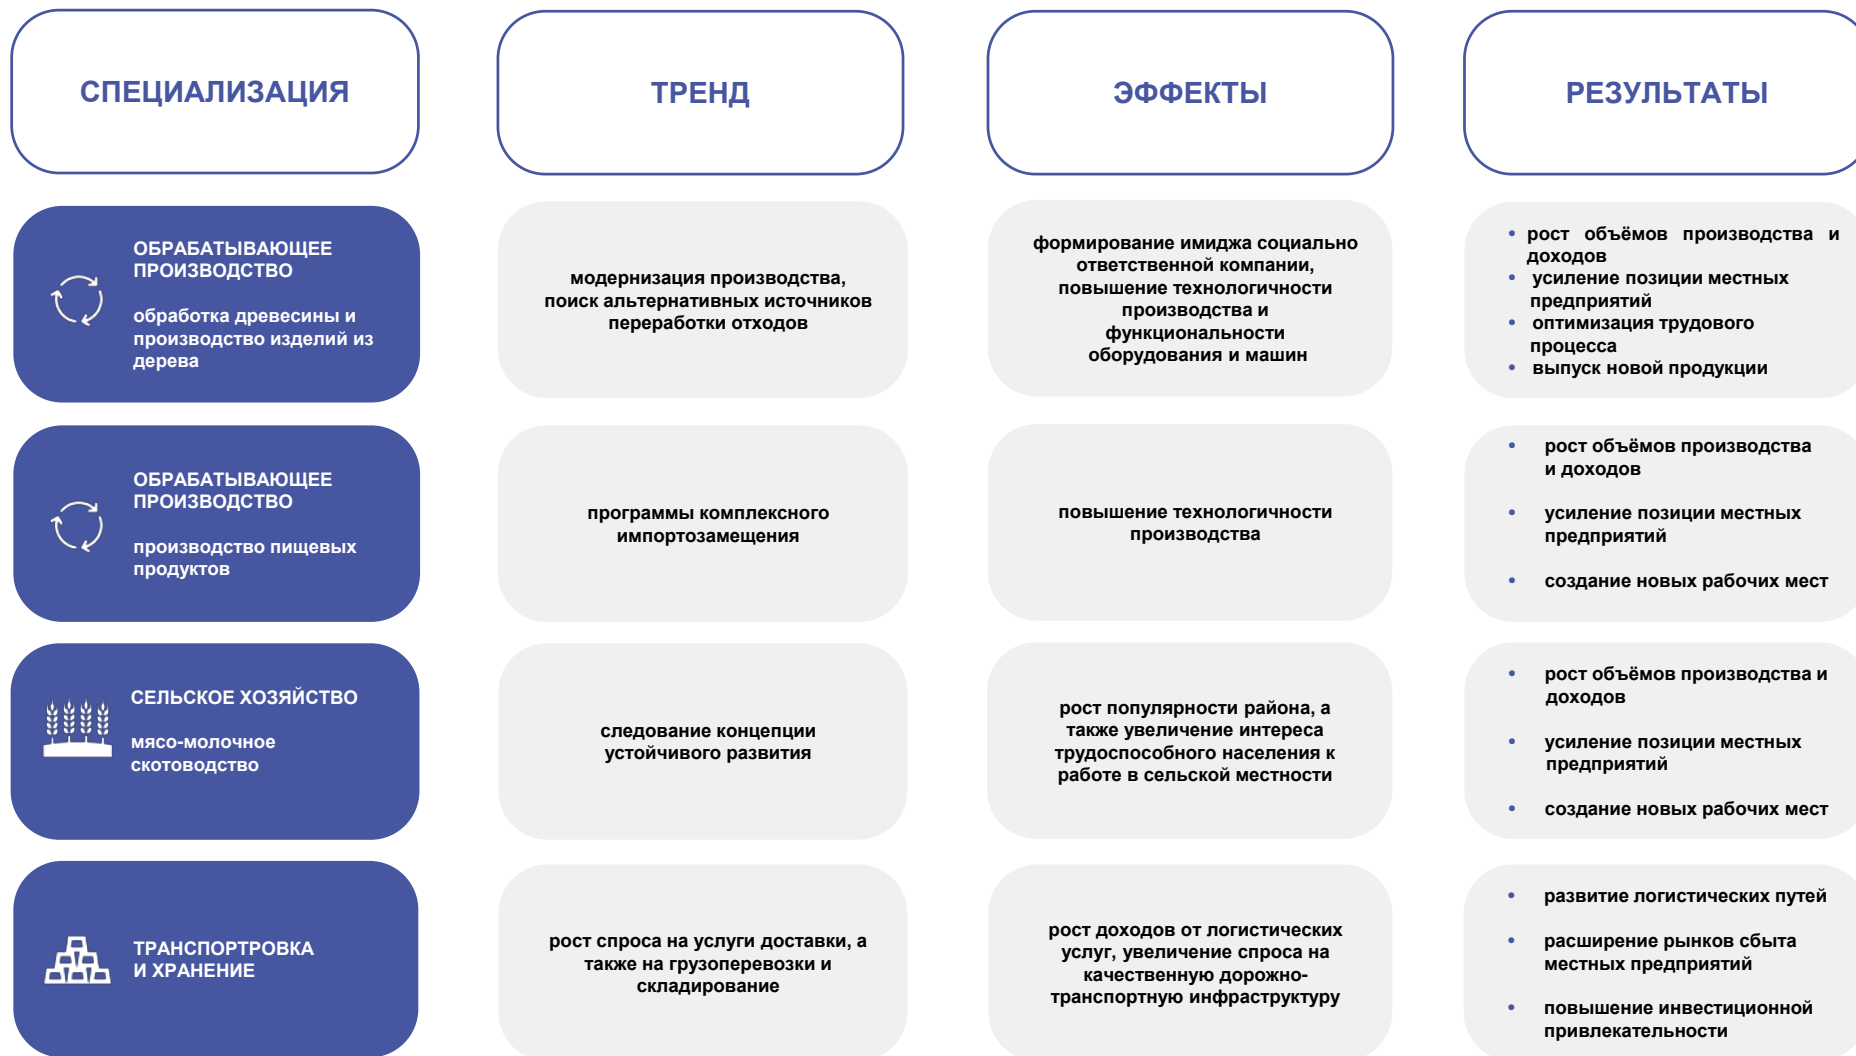 СПЕЦИАЛИЗАЦИЯ
ТРЕНД
ЭФФЕКТЫ
РЕЗУЛЬТАТЫ
ОБРАБАТЫВАЮЩЕЕ
ПРОИЗВОДСТВО
обработка древесины и
производство изделий из
дерева
модернизация производства,
поиск альтернативных источников
переработки отходов
формирование имиджа социально
ответственной компании,
повышение технологичности
производства и
функциональности
оборудования и машин
• рост объёмов производства и
доходов
• усиление позиции местных
предприятий
• оптимизация трудового
процесса
• выпуск новой продукции
ОБРАБАТЫВАЮЩЕЕ
ПРОИЗВОДСТВО
производство пищевых
продуктов
программы комплексного
импортозамещения
повышение технологичности
производства
• рост объёмов производства
и доходов
• усиление позиции местных
предприятий
• создание новых рабочих мест
СЕЛЬСКОЕ ХОЗЯЙСТВО
мясо-молочное
скотоводство
следование концепции
устойчивого развития
рост популярности района, а
также увеличение интереса
трудоспособного населения к
работе в сельской местности
• рост объёмов производства и
доходов
• усиление позиции местных
предприятий
• создание новых рабочих мест
ТРАНСПОРТРОВКА
И ХРАНЕНИЕ
рост спроса на услуги доставки, а
также на грузоперевозки и
складирование
рост доходов от логистических
услуг, увеличение спроса на
качественную дорожно-
транспортную инфраструктуру
• развитие логистических путей
• расширение рынков сбыта
местных предприятий
• повышение инвестиционной
привлекательности